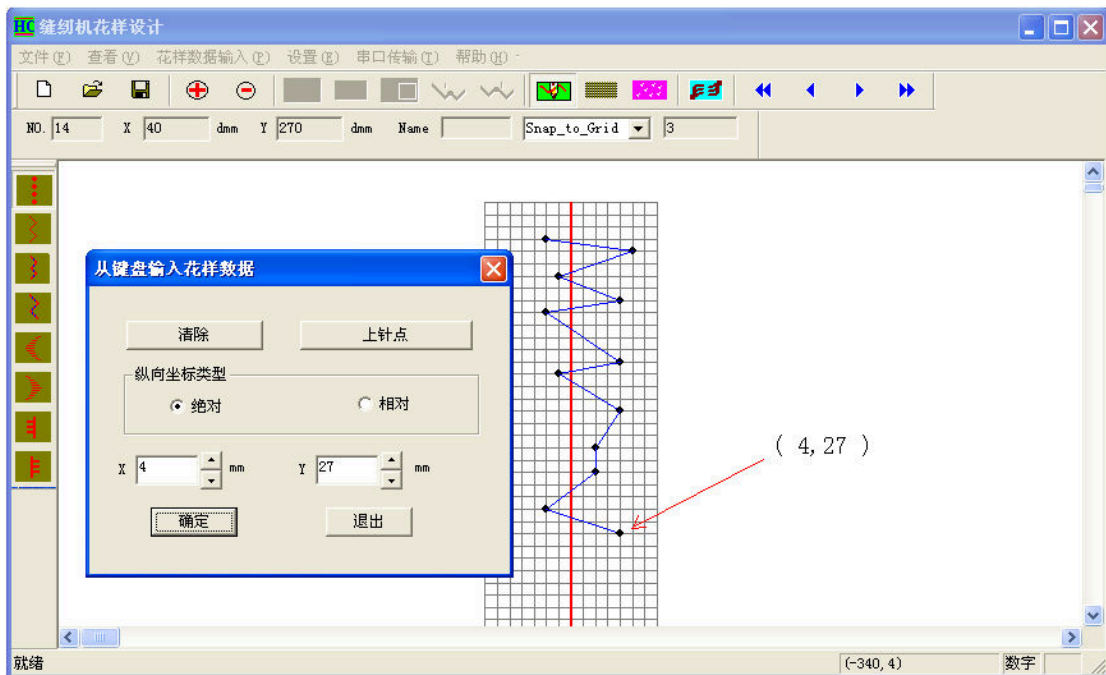 HC 缝纫机花样设计
文件(F) 查看(V) 花样数据输入(P) 设置(E) 串口传输(T) 帮助(H)
NO. 14 X 40 dmm Y 270 dmm Name Snap_to_Grid 3
从键盘输入花样数据
清除 上针点
纵向坐标类型
绝对 相对
X 4 mm Y 27 mm
确定 退出
( 4,27 )
就绪 (-340,4) 数字